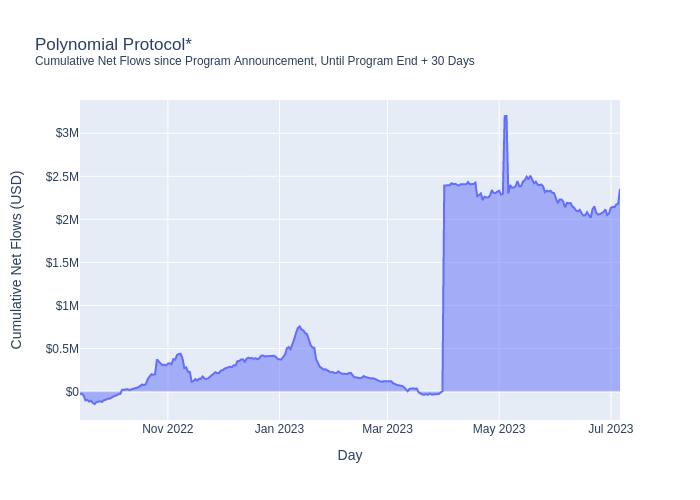 Polynomial Protocol*
Cumulative Net Flows since Program Announcement, Until Program End + 30 Days
Cumulative Net Flows (USD)
$3M
$2.5M
$2M
$1.5M
$1M
$0.5M
$0
Nov 2022
Jan 2023
Mar 2023
May 2023
Jul 2023
Day